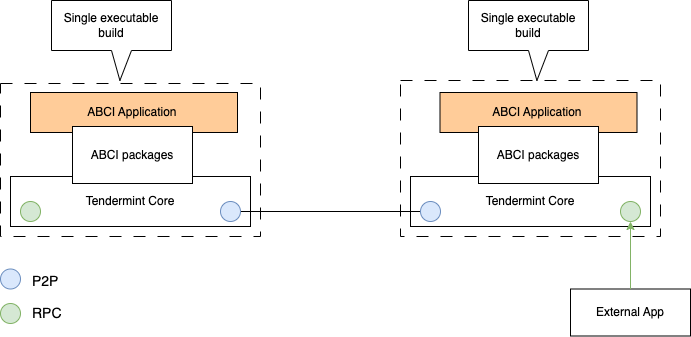 Single executable
build
Single executable
build
ABCI Application
ABCI Application
ABCI packages
ABCI packages
Tendermint Core
Tendermint Core
P2P
RPC
External App